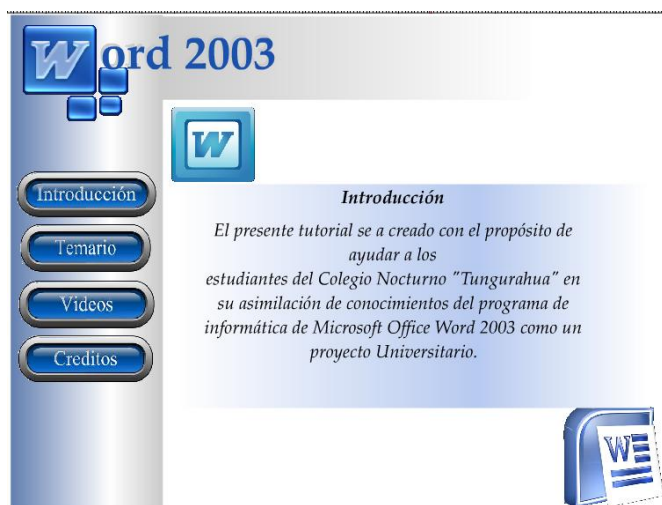 Word 2003
W
Introducción
Temario
Videos
Creditos
Introducción
El presente tutorial se a creado con el propósito de
ayudar a los
estudiantes del Colegio Nocturno "Tungurahua" en
su asimilación de conocimientos del programa de
informática de Microsoft Office Word 2003 como un
proyecto Universitario.
W